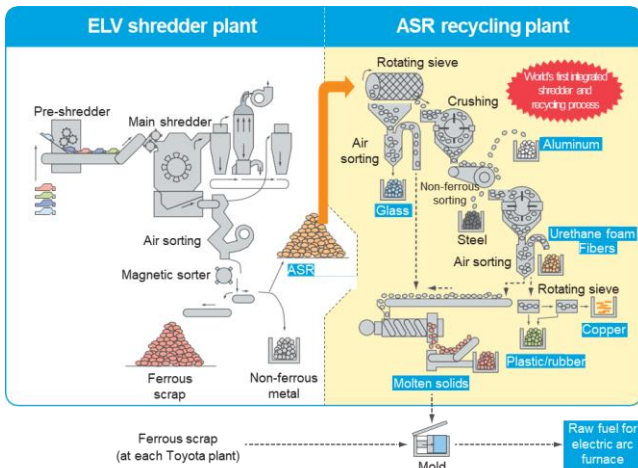 ELV shredder plant
ASR recycling plant
Rotating sieve
World's first integrated
shredder and
recycling process
Pre-shredder
Main shredder
Crushing
Air
sorting
Aluminum
Non-ferrous
sorting
Glass
Steel
Urethane foam
Fibers
Air sorting
Air sorting
ASR
Magnetic sorter
Rotating sieve
Copper
Plastic/rubber
Ferrous
scrap
Non-ferrous
metal
Molten solids
Ferrous scrap
(at each Toyota plant)
Mold
Raw fuel for
electric arc
furnace